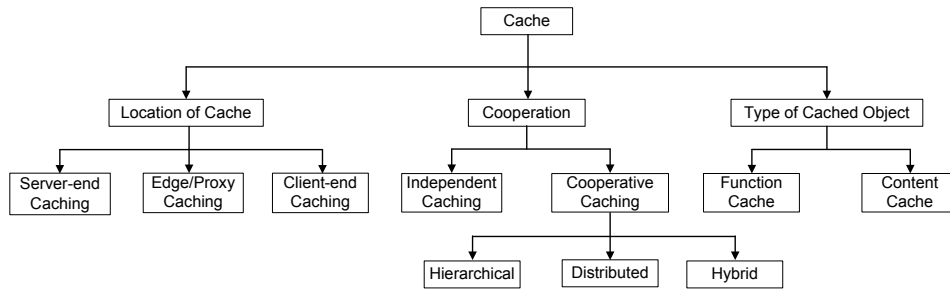 Cache
Location of Cache
Cooperation
Type of Cached Object
Server-end
Caching
Edge/Proxy
Caching
Client-end
Caching
Independent
Caching
Cooperative
Caching
Function
Cache
Content
Cache
Hierarchical
Distributed
Hybrid